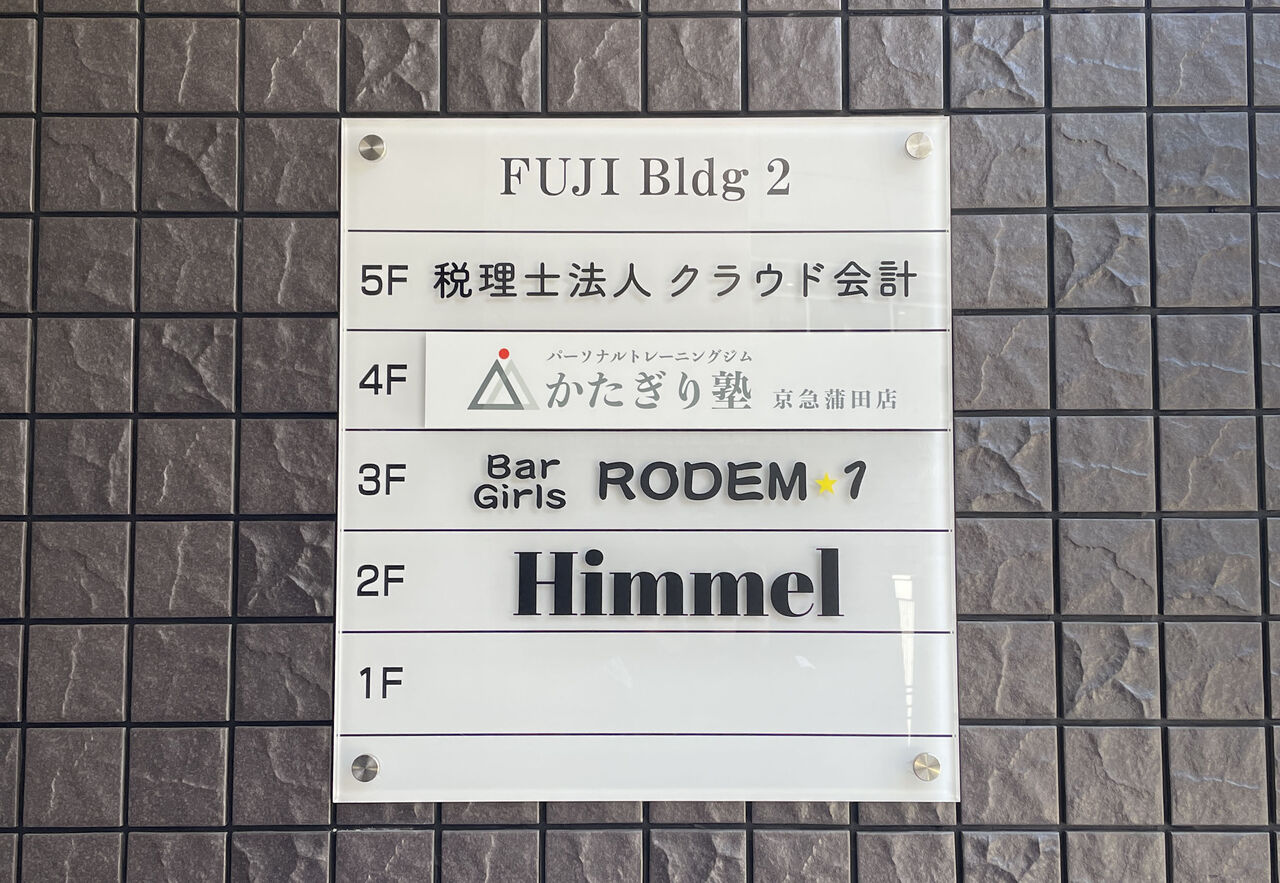 FUJI Bldg 2
5F 税理士法人 クラウド会計
パーソナルトレーニングジム
4F かたぎり塾 京急蒲田店
3F Bar Girls RODEM★1
2F Himmel
1F